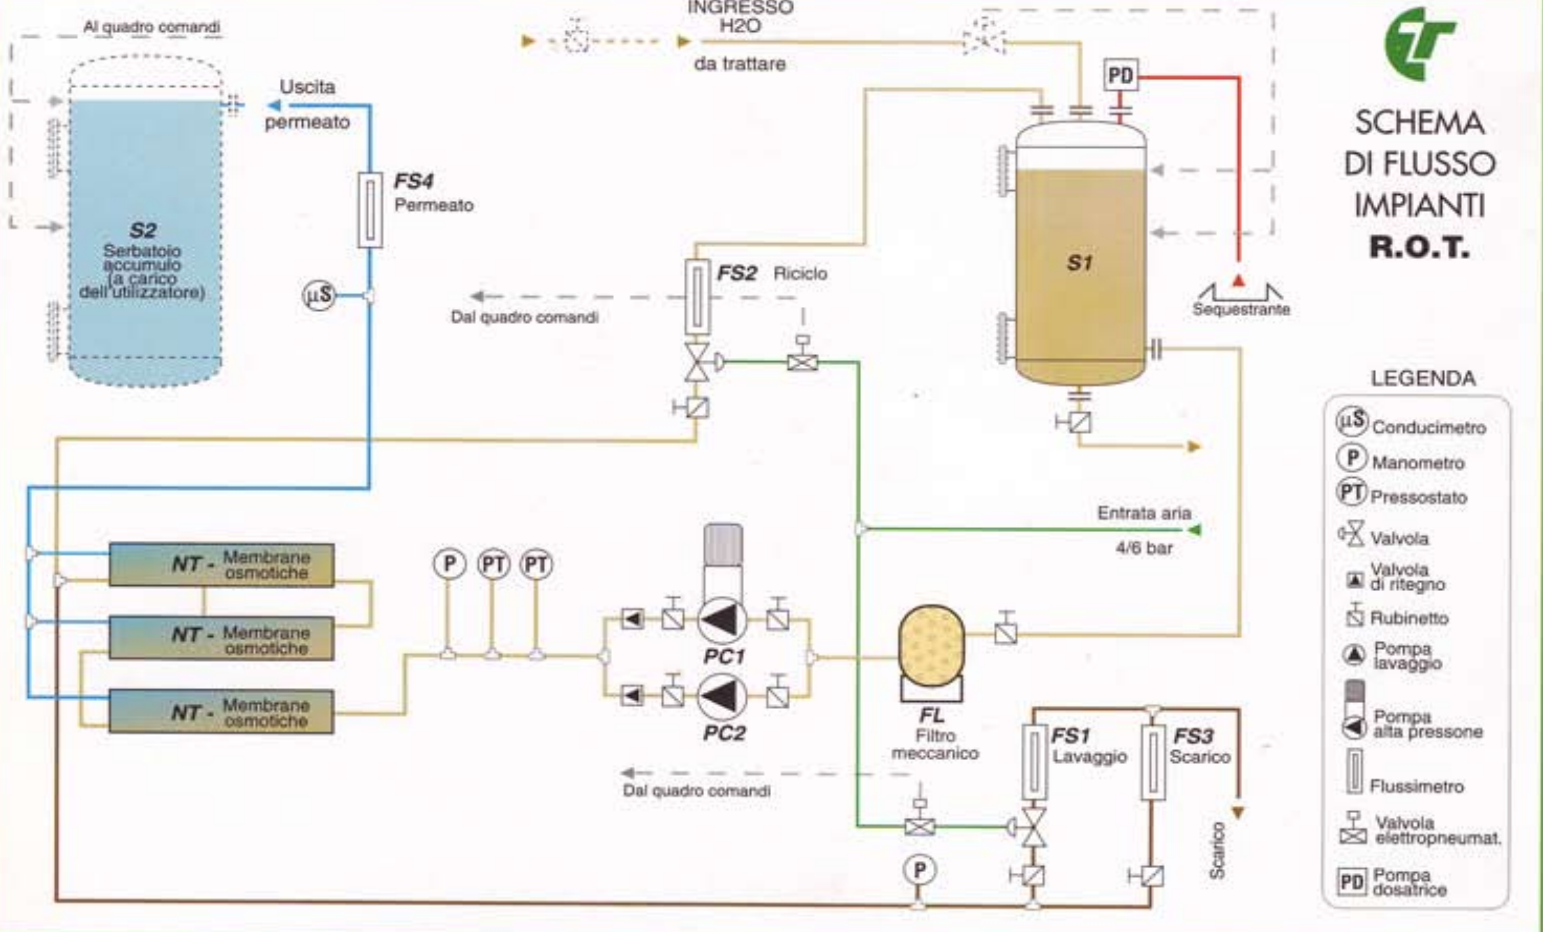 Al quadro comandi
INGRESSO
H2O
da trattare
Uscita
permeato
PD
SCHEMA
DI FLUSSO
IMPIANTI
R.O.T.
FS4
Permeato
S2
Serbatoio
accumulo
(a carico
dell'utilizzatore)
µS
FS2 Riciclo
Dal quadro comandi
S1
Sequestrante
LEGENDA
µS Conducimetro
P Manometro
PT Pressostato
Valvola
Valvola
di ritegno
Rubinetto
Pompa
lavaggio
Pompa
alta pressone
Flussimetro
Valvola
elettropneumat.
PD Pompa
dosatrice
Entrata aria
4/6 bar
NT - Membrane
osmotiche
NT - Membrane
osmotiche
NT - Membrane
osmotiche
P PT PT
PC1
PC2
FL
Filtro
meccanico
Dal quadro comandi
FS1
Lavaggio
FS3
Scarico
Scarico
P